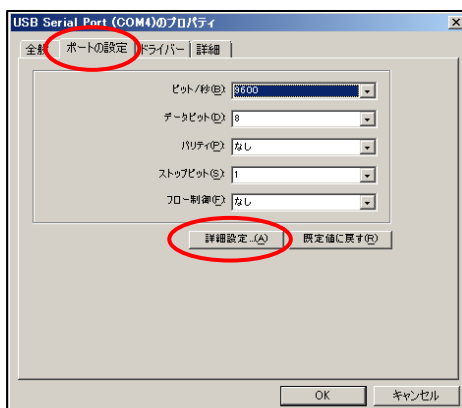 USB Serial Port (COM4)のプロパティ
全般 ポートの設定 ドライバー 詳細
ビット/秒(B): 9600
データ ビット(D): 8
パリティ(P): なし
ストップ ビット(S): 1
フロー制御(F): なし
詳細設定...(A) 既定値に戻す(R)
OK キャンセル